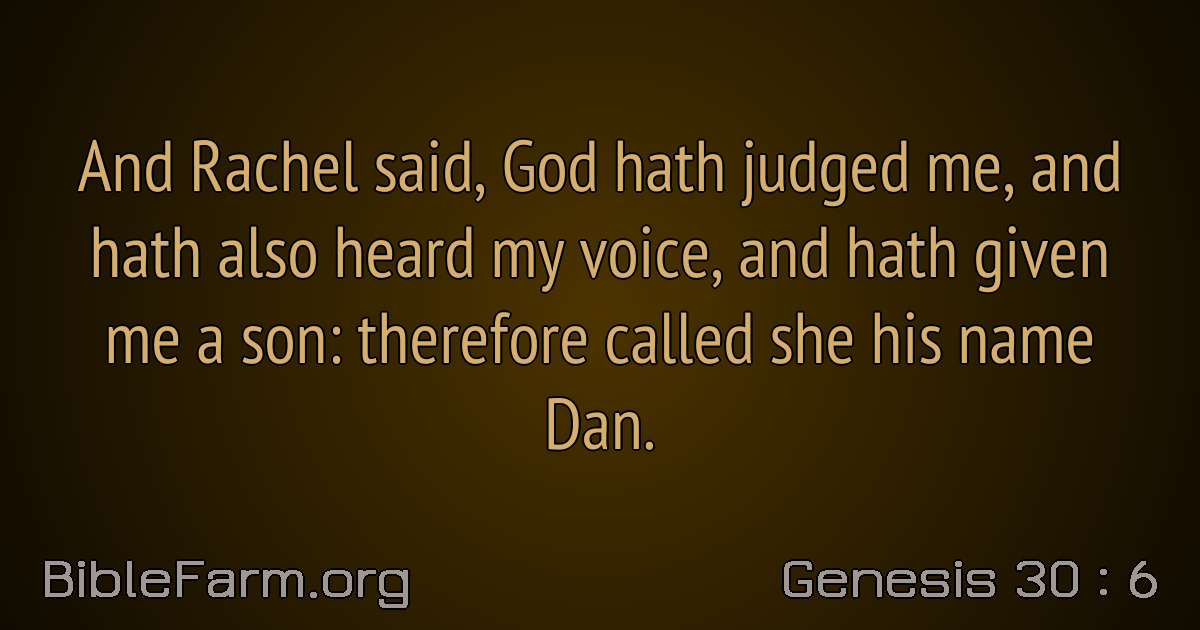 And Rachel said, God hath judged me, and
hath also heard my voice, and hath given
me a son: therefore called she his name
Dan.
BibleFarm.org
Genesis 30 : 6